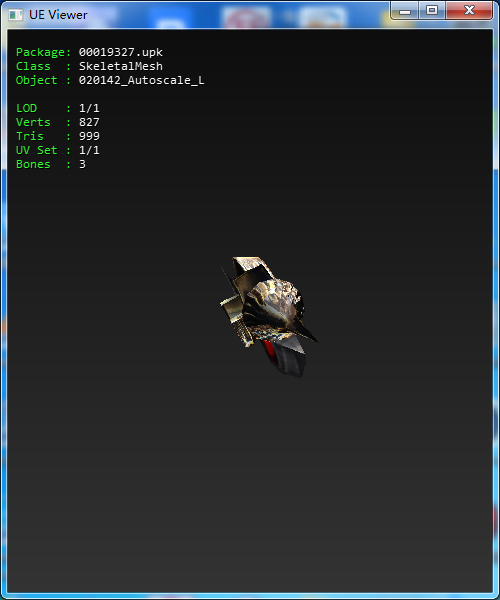 UE Viewer
Package: 00019327.upk
Class : SkeletalMesh
Object : 020142_Autoscale_L
LOD : 1/1
Verts : 827
Tris : 999
UV Set : 1/1
Bones : 3